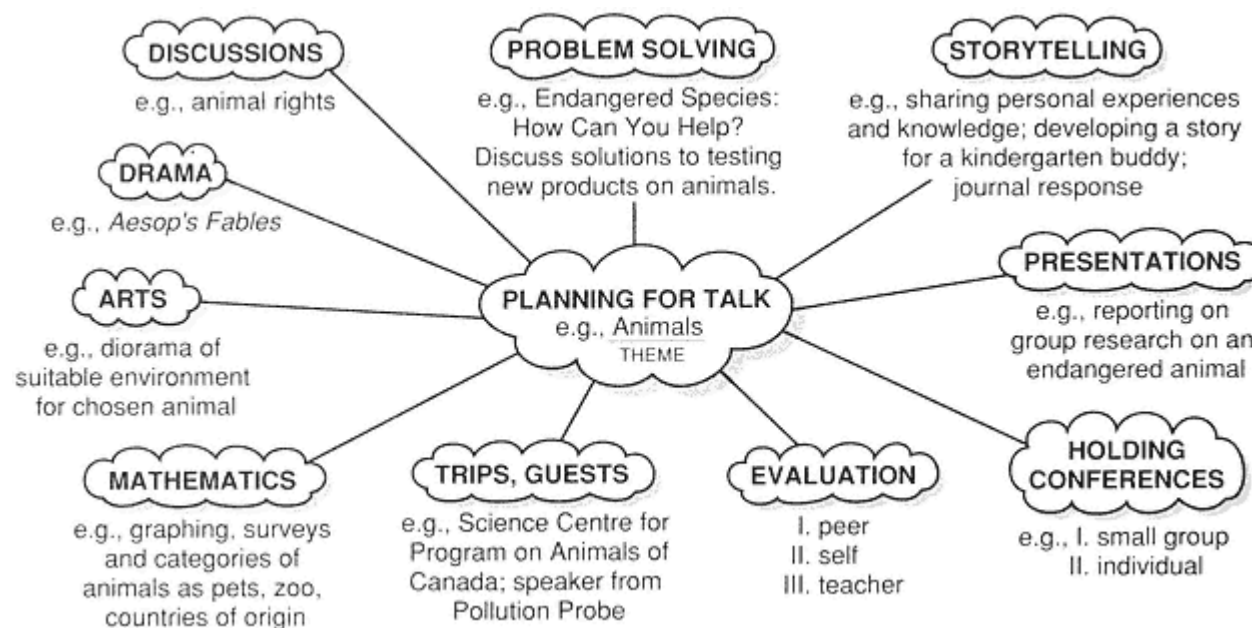 DISCUSSIONS
e.g., animal rights
PROBLEM SOLVING
e.g., Endangered Species:
How Can You Help?
Discuss solutions to testing
new products on animals.
STORYTELLING
e.g., sharing personal experiences
and knowledge; developing a story
for a kindergarten buddy;
journal response
DRAMA
e.g., Aesop's Fables
ARTS
e.g., diorama of
suitable environment
for chosen animal
PLANNING FOR TALK
e.g., Animals
THEME
PRESENTATIONS
e.g., reporting on
group research on an
endangered animal
MATHEMATICS
e.g., graphing, surveys
and categories of
animals as pets, zoo,
countries of origin
TRIPS, GUESTS
e.g., Science Centre for
Program on Animals of
Canada; speaker from
Pollution Probe
EVALUATION
I. peer
II. self
III. teacher
HOLDING
CONFERENCES
e.g., I. small group
II. individual